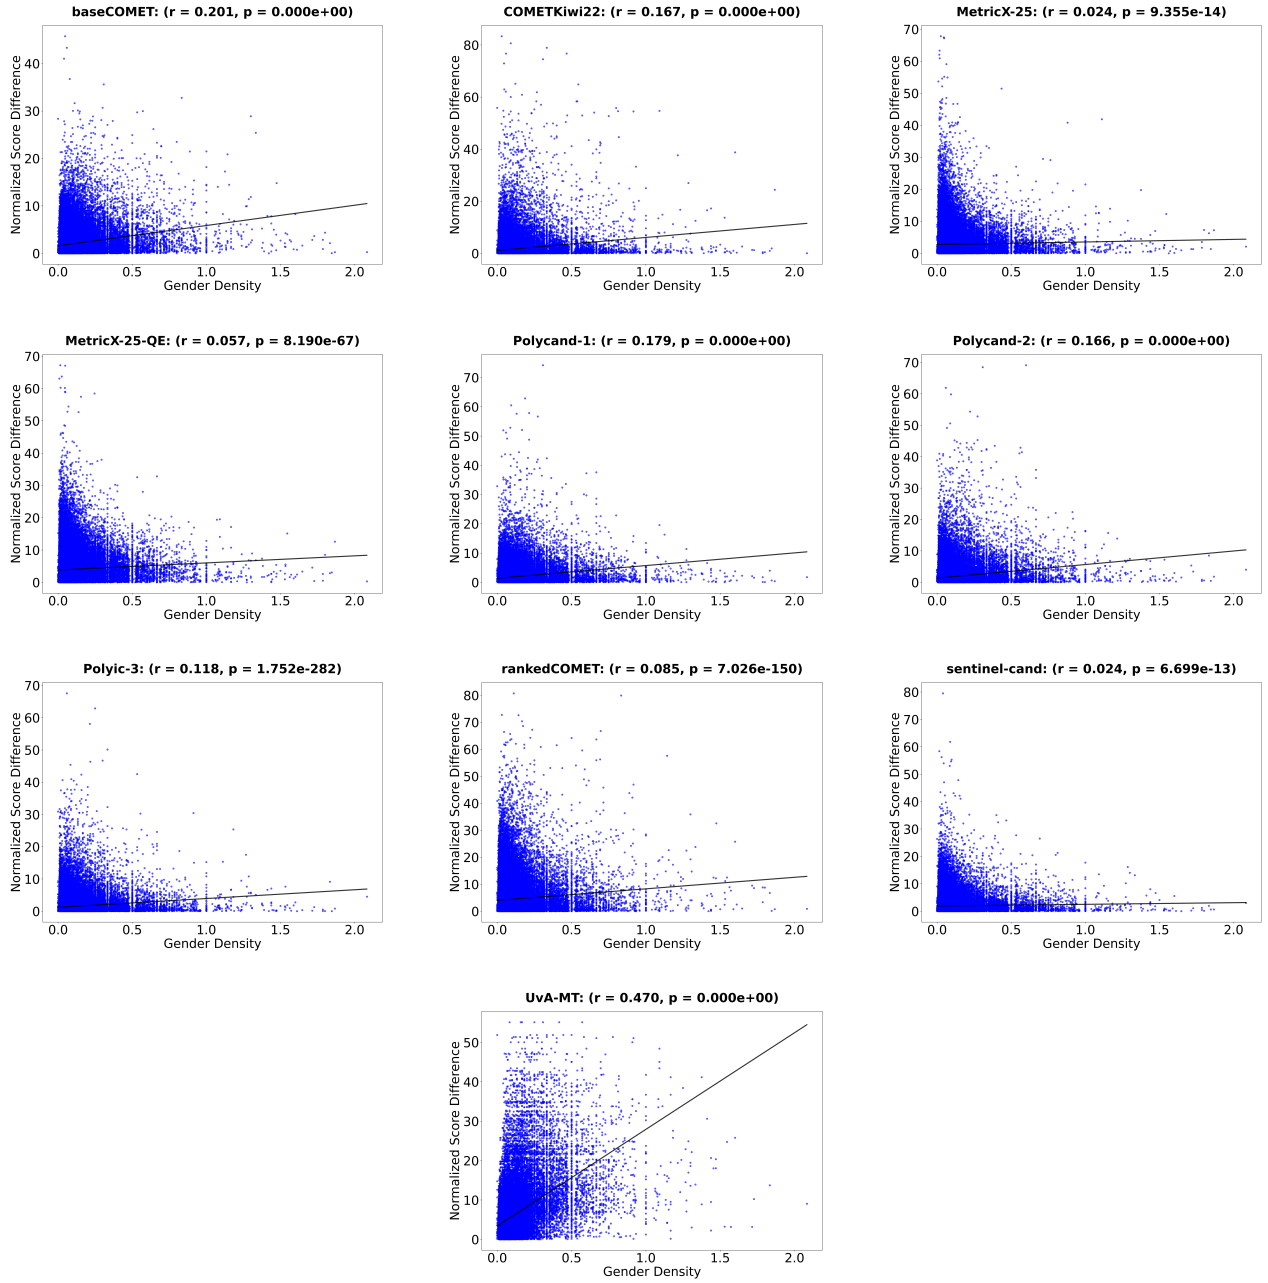 baseCOMET: (r = 0.201, p = 0.000e+00)
Normalized Score Difference
40
30
20
10
0
0.0 0.5 1.0 1.5 2.0
Gender Density
COMETKiwi22: (r = 0.167, p = 0.000e+00)
Normalized Score Difference
80
60
40
20
0
0.0 0.5 1.0 1.5 2.0
Gender Density
MetricX-25: (r = 0.024, p = 9.355e-14)
Normalized Score Difference
70
60
50
40
30
20
10
0
0.0 0.5 1.0 1.5 2.0
Gender Density
MetricX-25-QE: (r = 0.057, p = 8.190e-67)
Normalized Score Difference
70
60
50
40
30
20
10
0
0.0 0.5 1.0 1.5 2.0
Gender Density
Polycand-1: (r = 0.179, p = 0.000e+00)
Normalized Score Difference
70
60
50
40
30
20
10
0
0.0 0.5 1.0 1.5 2.0
Gender Density
Polycand-2: (r = 0.166, p = 0.000e+00)
Normalized Score Difference
70
60
50
40
30
20
10
0
0.0 0.5 1.0 1.5 2.0
Gender Density
Polyic-3: (r = 0.118, p = 1.752e-282)
Normalized Score Difference
70
60
50
40
30
20
10
0
0.0 0.5 1.0 1.5 2.0
Gender Density
rankedCOMET: (r = 0.085, p = 7.026e-150)
Normalized Score Difference
80
70
60
50
40
30
20
10
0
0.0 0.5 1.0 1.5 2.0
Gender Density
sentinel-cand: (r = 0.024, p = 6.699e-13)
Normalized Score Difference
80
70
60
50
40
30
20
10
0
0.0 0.5 1.0 1.5 2.0
Gender Density
UvA-MT: (r = 0.470, p = 0.000e+00)
Normalized Score Difference
50
40
30
20
10
0
0.0 0.5 1.0 1.5 2.0
Gender Density